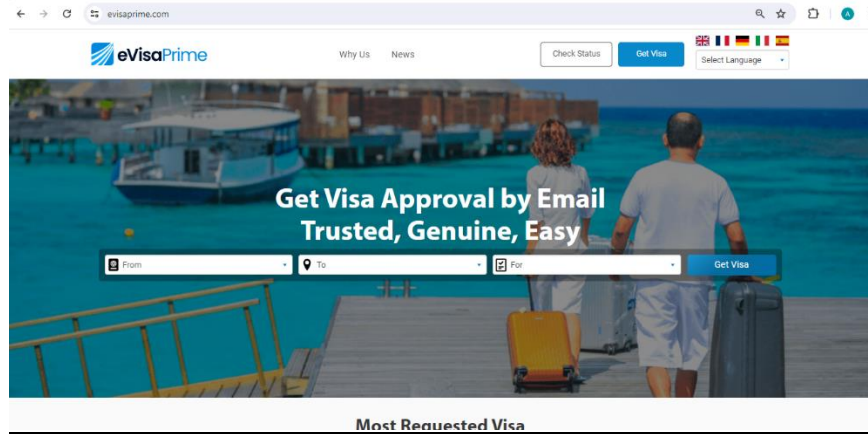 evisaprime.com
A
eVisaPrime
Why Us
News
Check Status
Get Visa
Select Language
Get Visa Approval by Email
Trusted, Genuine, Easy
From
To
For
Get Visa
Most Requested Visa